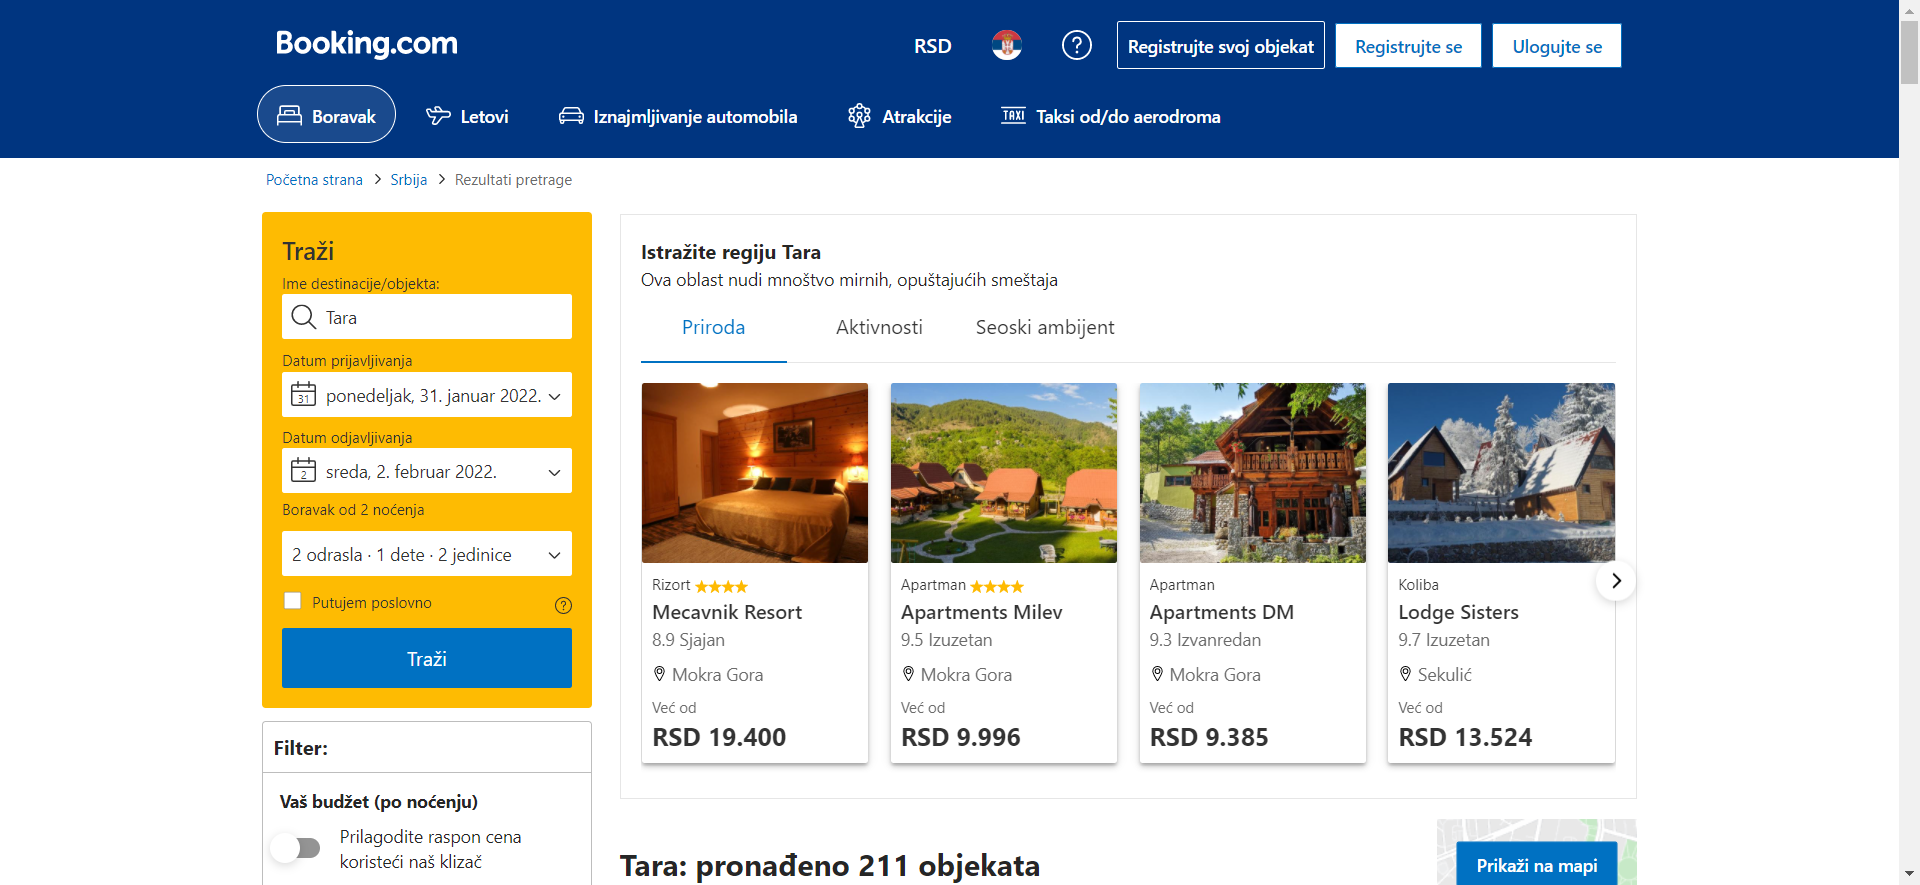 Booking.com
RSD
Registrujte svoj objekat
Registrujte se
Ulogujte se
Boravak
Letovi
Iznajmljivanje automobila
Atrakcije
TAXI
Taksi od/do aerodroma
Početna strana
Srbija
Rezultati pretrage
Traži
Ime destinacije/objekta:
Tara
Datum prijavljivanja
31
ponedeljak, 31. januar 2022.
Datum odjavljivanja
2
sreda, 2. februar 2022.
Boravak od 2 noćenja
2 odrasla · 1 dete · 2 jedinice
Putujem poslovno
Traži
Filter:
Vaš budžet (po noćenju)
Prilagodite raspon cena
koristeći naš klizač
Istražite regiju Tara
Ova oblast nudi mnoštvo mirnih, opuštajućih smeštaja
Priroda
Aktivnosti
Seoski ambijent
Rizort
Mecavnik Resort
8.9 Sjajan
Mokra Gora
Već od
RSD 19.400
Apartman
Apartments Milev
9.5 Izuzetan
Mokra Gora
Već od
RSD 9.996
Apartman
Apartments DM
9.3 Izvanredan
Mokra Gora
Već od
RSD 9.385
Koliba
Lodge Sisters
9.7 Izuzetan
Sekulić
Već od
RSD 13.524
Tara: pronađeno 211 objekata
Prikaži na mapi